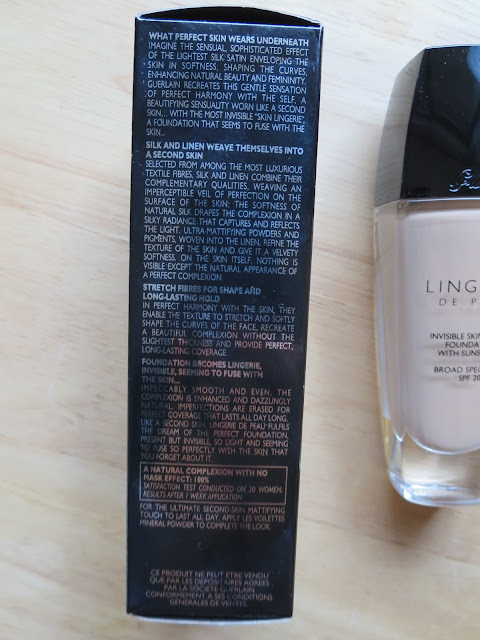 WHAT PERFECT SKIN WEARS UNDERNEATH
IMAGINE THE SENSUAL, SOPHISTICATED EFFECT
OF THE LIGHTEST SILK SATIN ENVELOPING THE
SKIN IN SOFTNESS, SHAPING THE CURVES,
ENHANCING NATURAL BEAUTY AND FEMININITY.
GUERLAIN RECREATES THIS GENTLE SENSATION
OF PERFECT HARMONY WITH THE SELF, A
BEAUTIFYING SENSUALITY WORN LIKE A SECOND
SKIN... WITH THE MOST INVISIBLE "SKIN LINGERIE",
A FOUNDATION THAT SEEMS TO FUSE WITH THE
SKIN...
SILK AND LINEN WEAVE THEMSELVES INTO
A SECOND SKIN
SELECTED FROM AMONG THE MOST LUXURIOUS
TEXTILE FIBRES, SILK AND LINEN COMBINE THEIR
COMPLEMENTARY QUALITIES, WEAVING AN
IMPERCEPTIBLE VEIL OF PERFECTION ON THE
SURFACE OF THE SKIN: THE SOFTNESS OF
NATURAL SILK DRAPES THE COMPLEXION IN A
SILKY RADIANCE THAT CAPTURES AND REFLECTS
THE LIGHT. ULTRA-MATTIFYING POWDERS AND
PIGMENTS, WOVEN INTO THE LINEN, REFINE THE
TEXTURE OF THE SKIN AND GIVE IT A VELVETY
SOFTNESS. ON THE SKIN ITSELF, NOTHING IS
VISIBLE EXCEPT THE NATURAL APPEARANCE OF
A PERFECT COMPLEXION.
STRETCH FIBRES FOR SHAPE AND
LONG-LASTING HOLD
IN PERFECT HARMONY WITH THE SKIN, THEY
ENABLE THE TEXTURE TO STRETCH AND SOFTLY
SHAPE THE CURVES OF THE FACE, RECREATE
A BEAUTIFUL COMPLEXION WITHOUT THE
SLIGHTEST THICKNESS AND PROVIDE PERFECT,
LONG-LASTING COVERAGE.
FOUNDATION BECOMES LINGERIE,
INVISIBLE, SEEMING TO FUSE WITH
THE SKIN...
IMPECCABLY SMOOTH AND EVEN, THE
COMPLEXION IS ENHANCED AND DAZZLINGLY
NATURAL. IMPERFECTIONS ARE ERASED FOR
PERFECT COVERAGE THAT LASTS ALL DAY LONG.
LIKE A SECOND SKIN, LINGERIE DE PEAU FULFILS
THE DREAM OF THE PERFECT FOUNDATION,
PRESENT BUT INVISIBLE, SO LIGHT AND SEEMING
TO FUSE SO PERFECTLY WITH THE SKIN THAT
YOU FORGET ABOUT IT.
A NATURAL COMPLEXION WITH NO
MASK EFFECT: 100%
SATISFACTION TEST CONDUCTED ON 20 WOMEN.
RESULTS AFTER 1 WEEK APPLICATION
FOR THE ULTIMATE SECOND-SKIN MATTIFYING
TOUCH TO LAST ALL DAY, APPLY LES VOILETTES
MINERAL POWDER TO COMPLETE THE LOOK.
CE PRODUIT NE PEUT ETRE VENDU
QUE PAR LES DEPOSITAIRES AGREES
PAR LA SOCIETE GUERLAIN
CONFORMEMENT A SES CONDITIONS
GENERALES DE VENTES.
LINGE
DE P
INVISIBLE SKIN
FOUNDA
WITH SUNS
BROAD SPEC
SPF 20